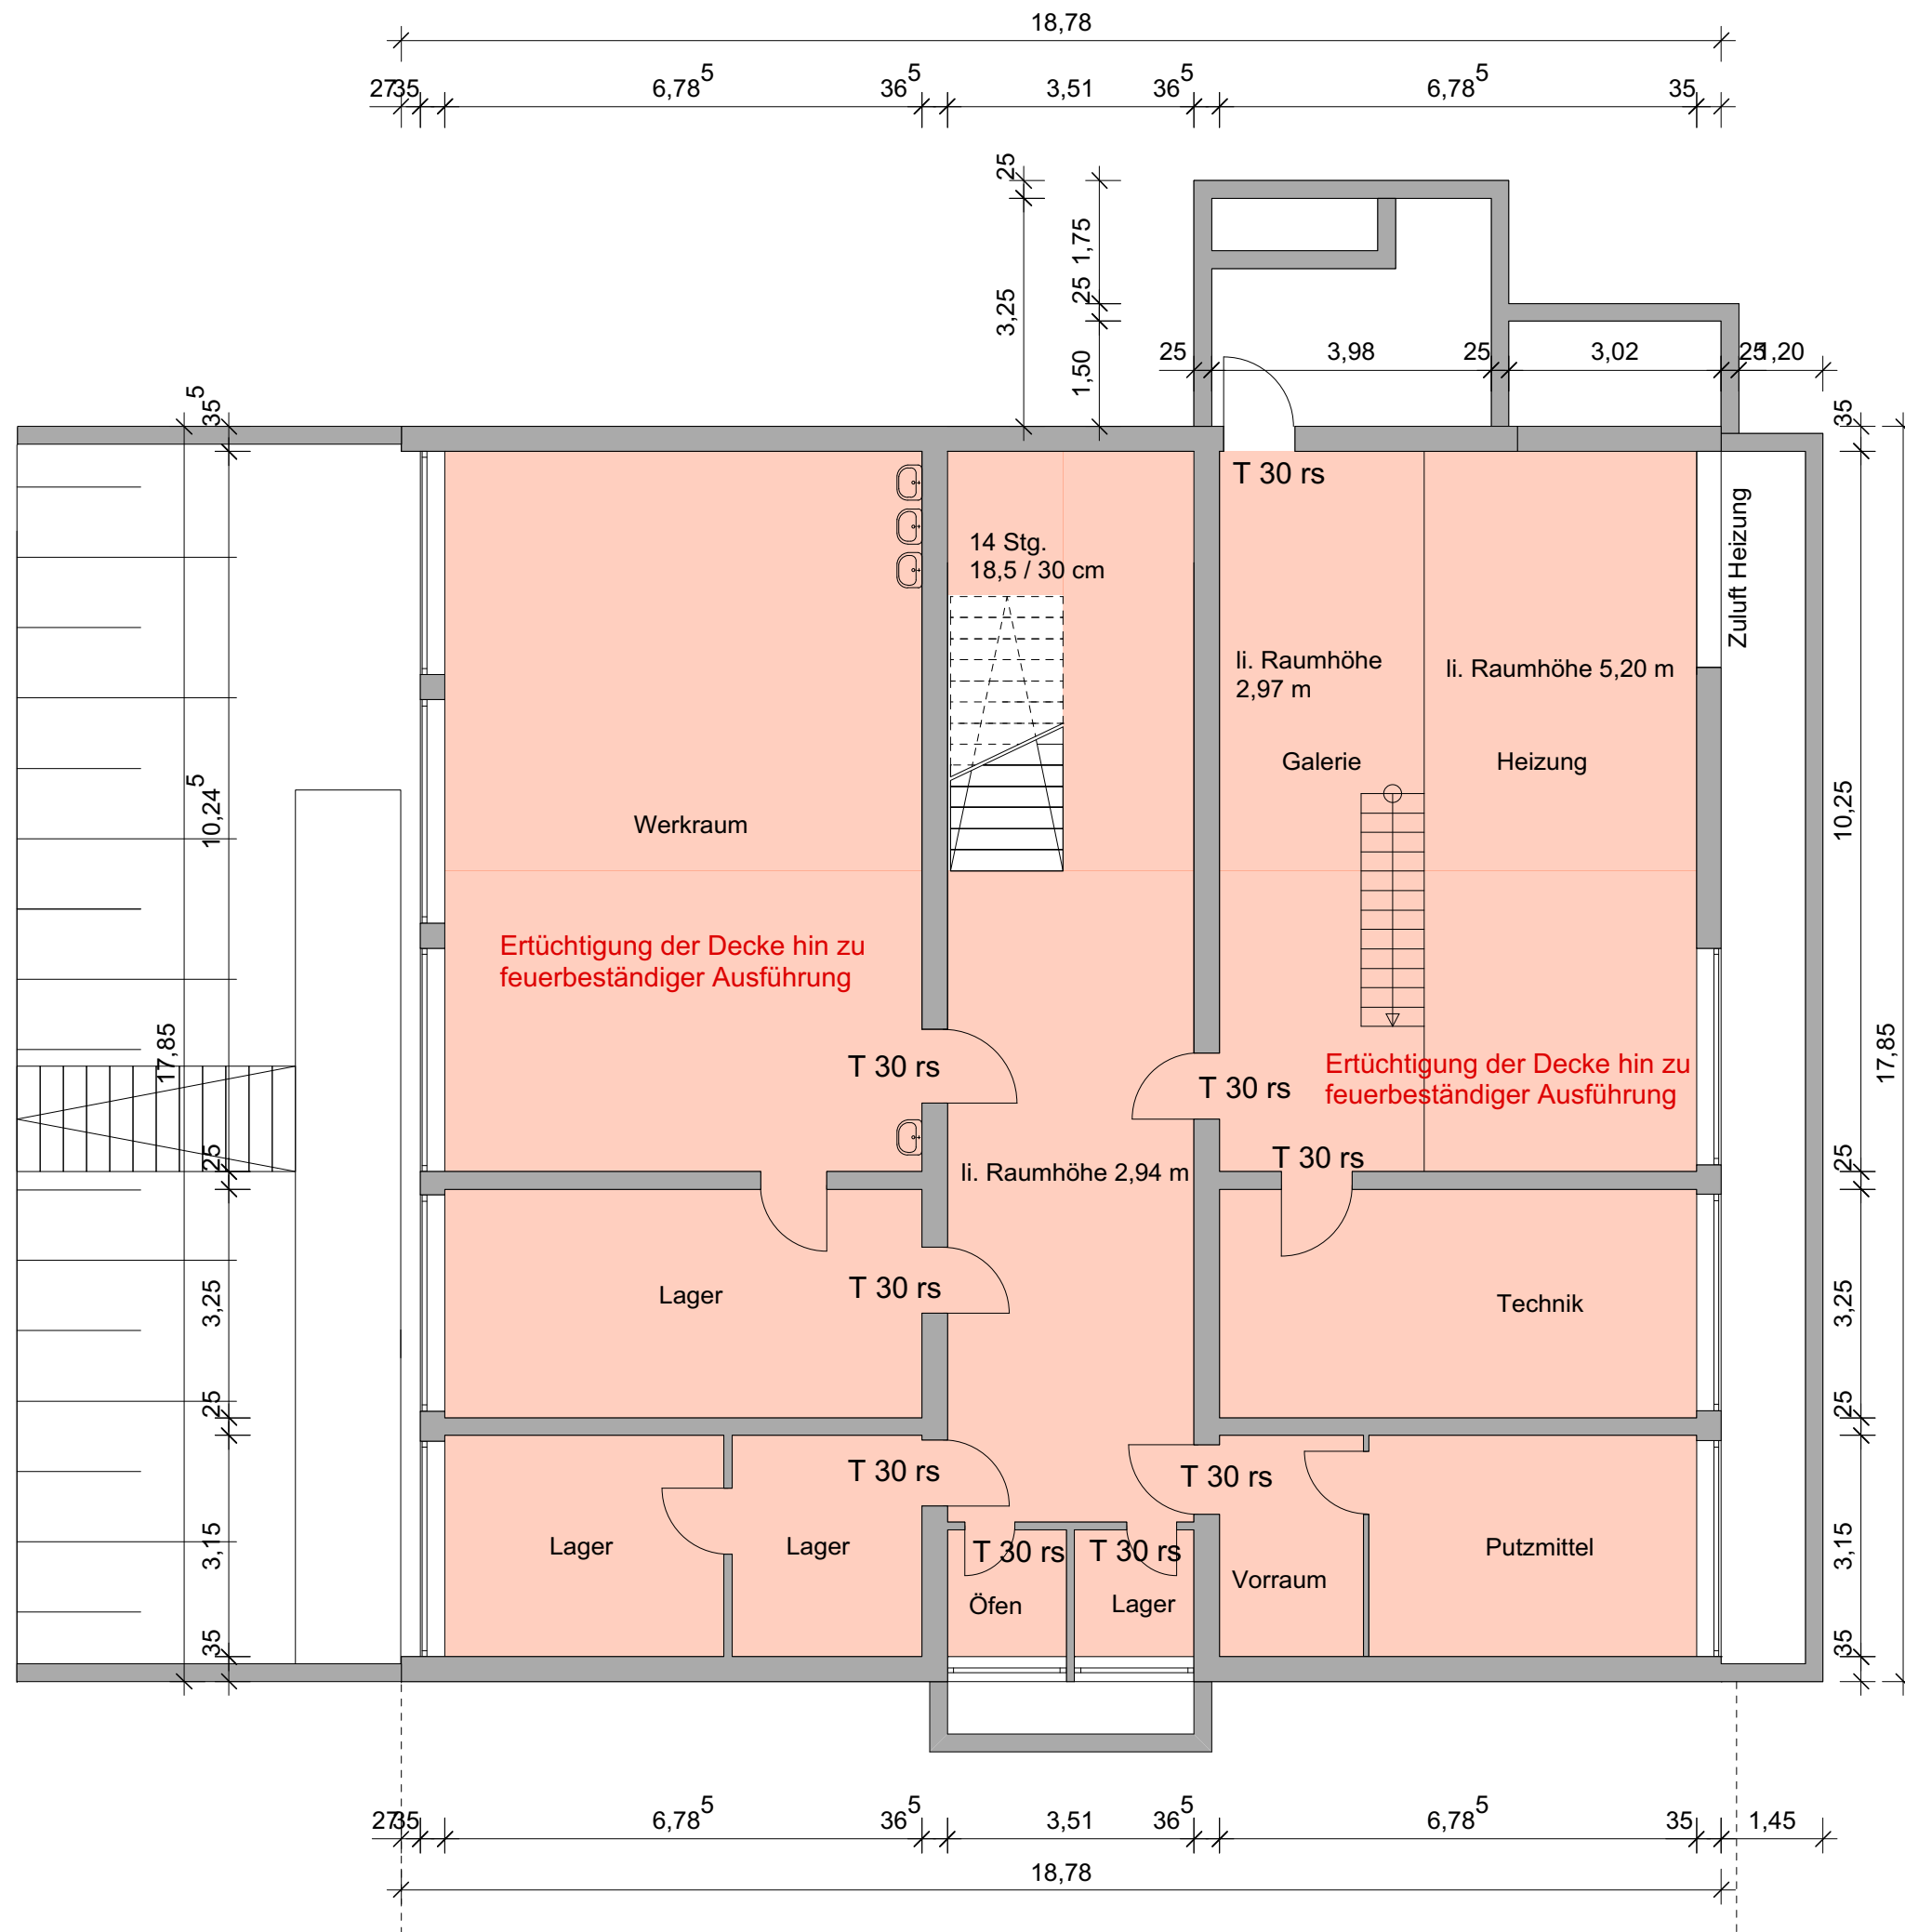 18,78
27 35 6,78⁵ 36⁵ 3,51 36⁵ 6,78⁵ 35
25
3,25
1,75
25
1,50
25 3,98 25 3,02 25 1,20
35⁵
35
T 30 rs
Zuluft Heizung
14 Stg.
18,5 / 30 cm
li. Raumhöhe
2,97 m
li. Raumhöhe 5,20 m
Galerie
Heizung
10,24⁵
10,25
Werkraum
Ertüchtigung der Decke hin zu
feuerbeständiger Ausführung
17,85
17,85
T 30 rs
T 30 rs
Ertüchtigung der Decke hin zu
feuerbeständiger Ausführung
25
T 30 rs
25
li. Raumhöhe 2,94 m
3,25
Lager
T 30 rs
Technik
3,25
25
25
T 30 rs
T 30 rs
3,15
Lager
Lager
T 30 rs
T 30 rs
Putzmittel
3,15
Öfen
Lager
Vorraum
35
35
27 35 6,78⁵ 36⁵ 3,51 36⁵ 6,78⁵ 35 1,45
18,78